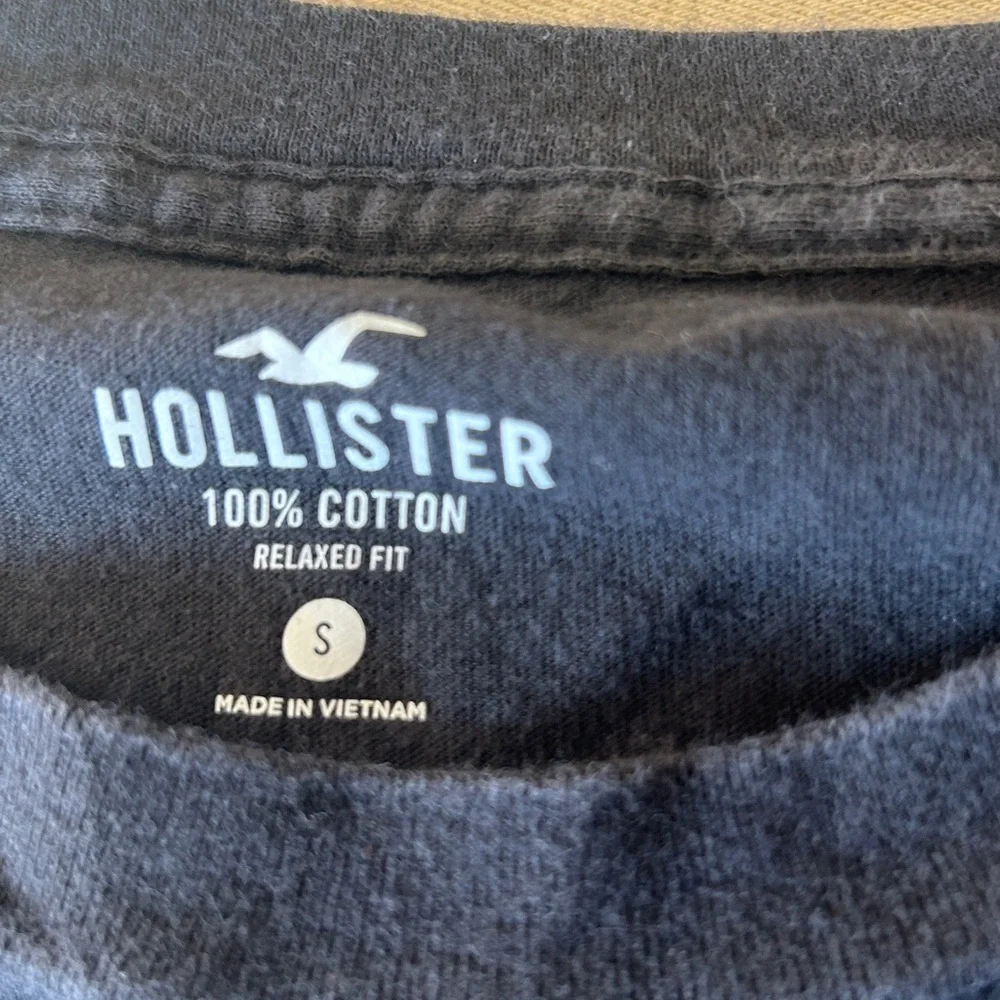 HOLLISTER
100% COTTON
RELAXED FIT
S
MADE IN VIETNAM